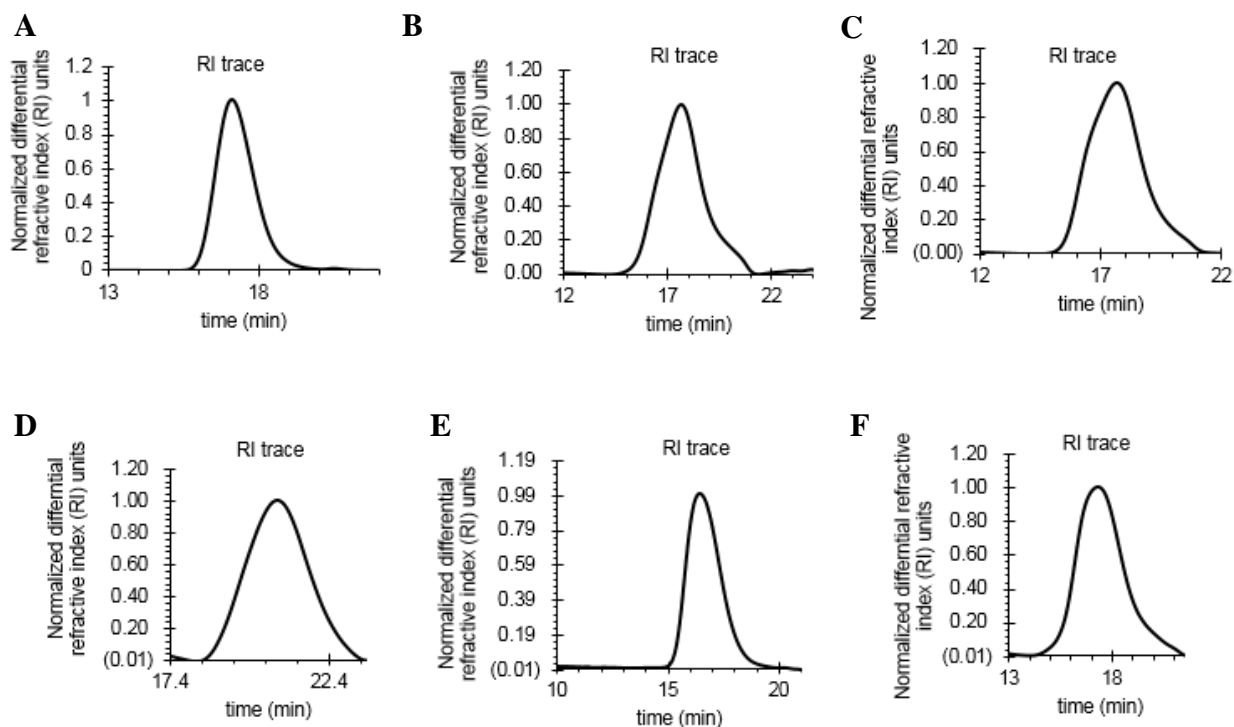 A
RI trace
Normalized differential
refractive index (RI) units
1.2
1
0.8
0.6
0.4
0.2
0
13
18
time (min)
B
RI trace
Normalized differential
refractive index (RI) units
1.20
1.00
0.80
0.60
0.40
0.20
0.00
12
17
22
time (min)
C
RI trace
Normalized differntial refractive
index (RI) units
1.20
1.00
0.80
0.60
0.40
0.20
(0.00)
12
17
22
time (min)
D
RI trace
Normalized differntial
refractive index (RI) units
1.20
1.00
0.80
0.60
0.40
0.20
(0.01)
17.4
22.4
time (min)
E
RI trace
Normalized differential
refractive index (RI) units
1.19
0.99
0.79
0.59
0.39
0.19
(0.01)
10
15
20
time (min)
F
RI trace
Normalized differntial refractive
index (RI) units
1.20
1.00
0.80
0.60
0.40
0.20
(0.01)
13
18
time (min)